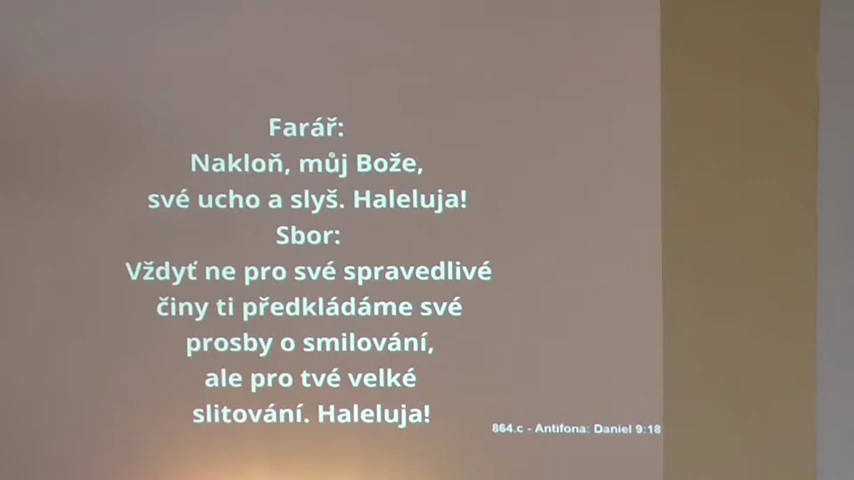 Farář:
Nakloň, můj Bože,
své ucho a slyš. Haleluja!
Sbor:
Vždyť ne pro své spravedlivé
činy ti předkládáme své
prosby o smilování,
ale pro tvé velké
slitování. Haleluja!
864.c - Antifona: Daniel 9:18